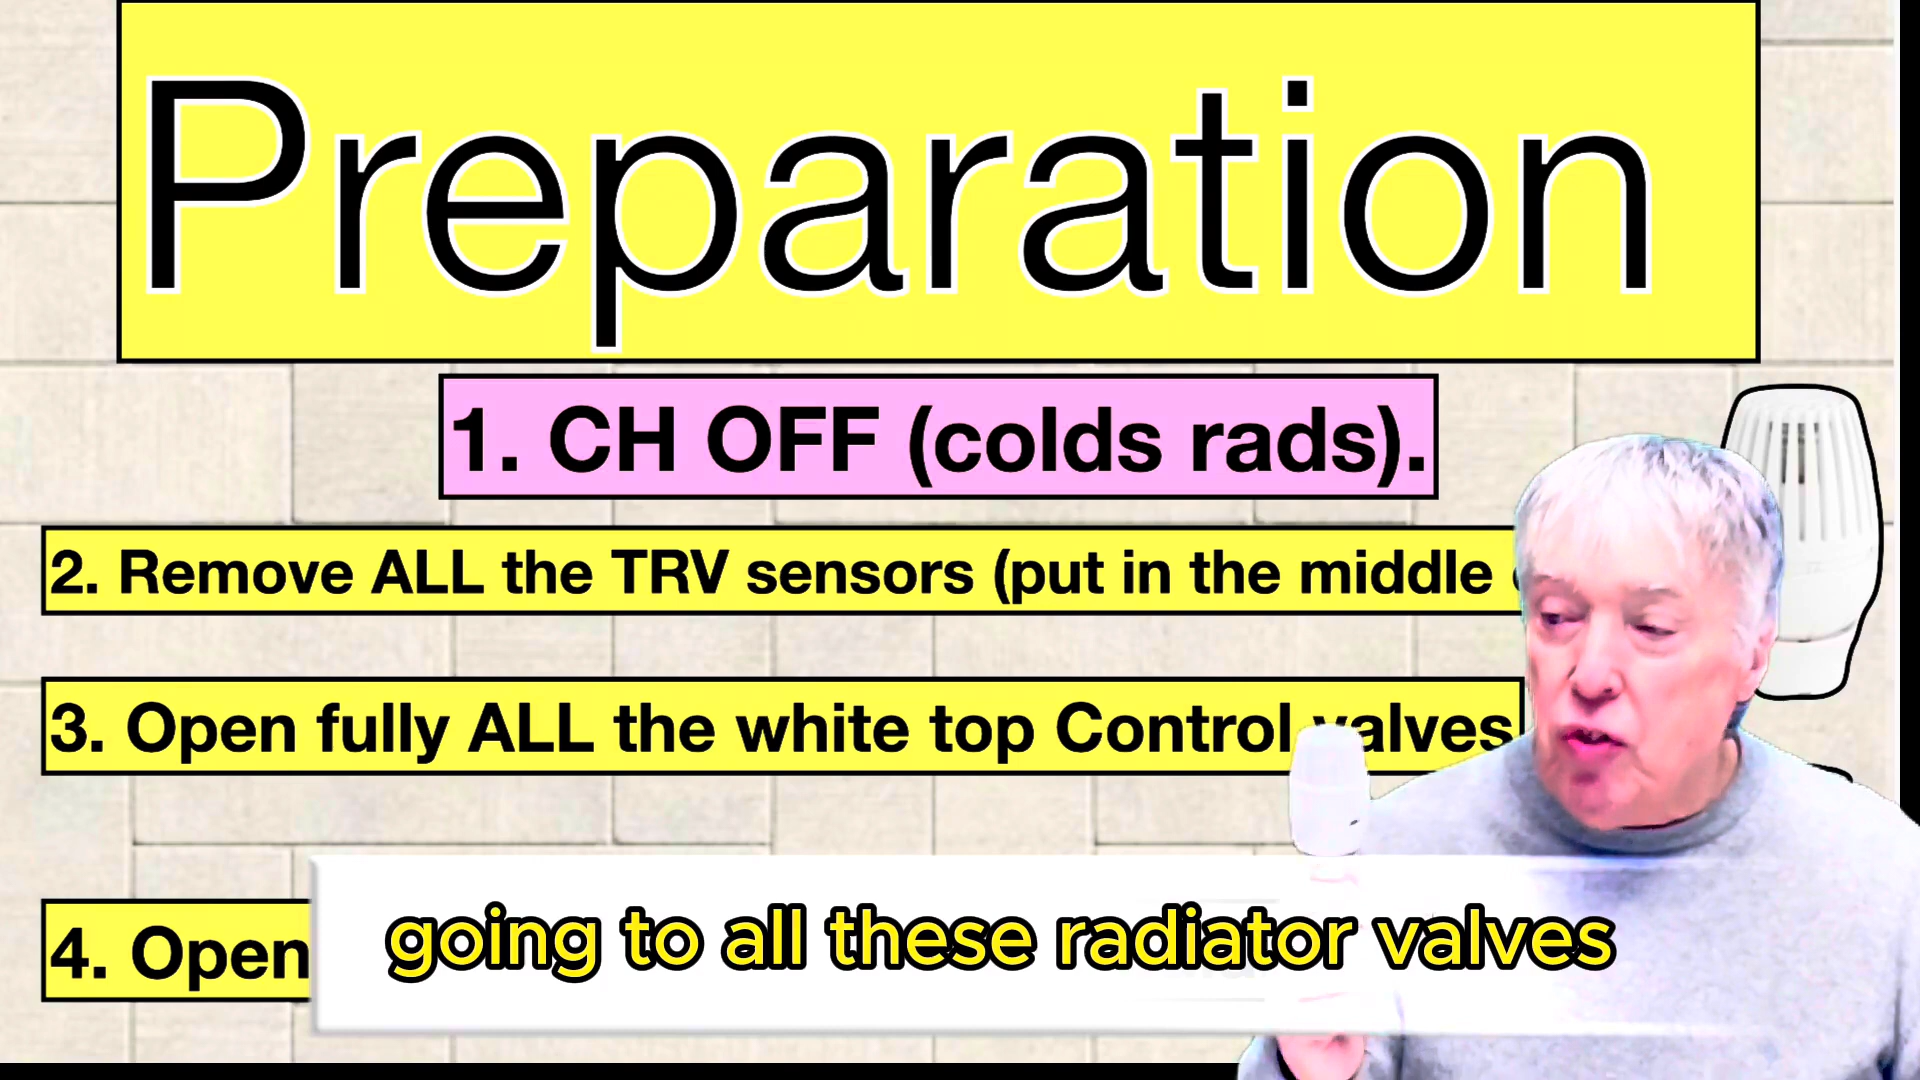 Preparation
1. CH OFF (colds rads).
2. Remove ALL the TRV sensors (put in the middle
3. Open fully ALL the white top Control valves
4. Open
going to all these radiator valves